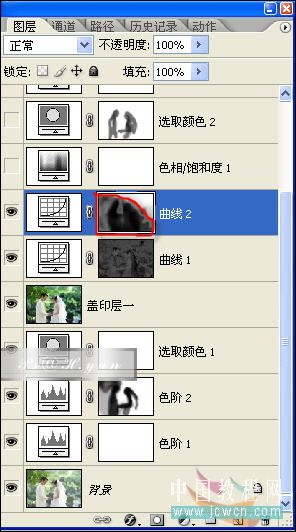 图层 通道 路径 历史记录 动作
正常 不透明度: 100%
锁定: 填充: 100%
选取颜色 2
色相/饱和度 1
曲线 2
曲线 1
盖印层一
选取颜色 1
色阶 2
色阶 1
背景
中国教程网
www.jcwcn.com